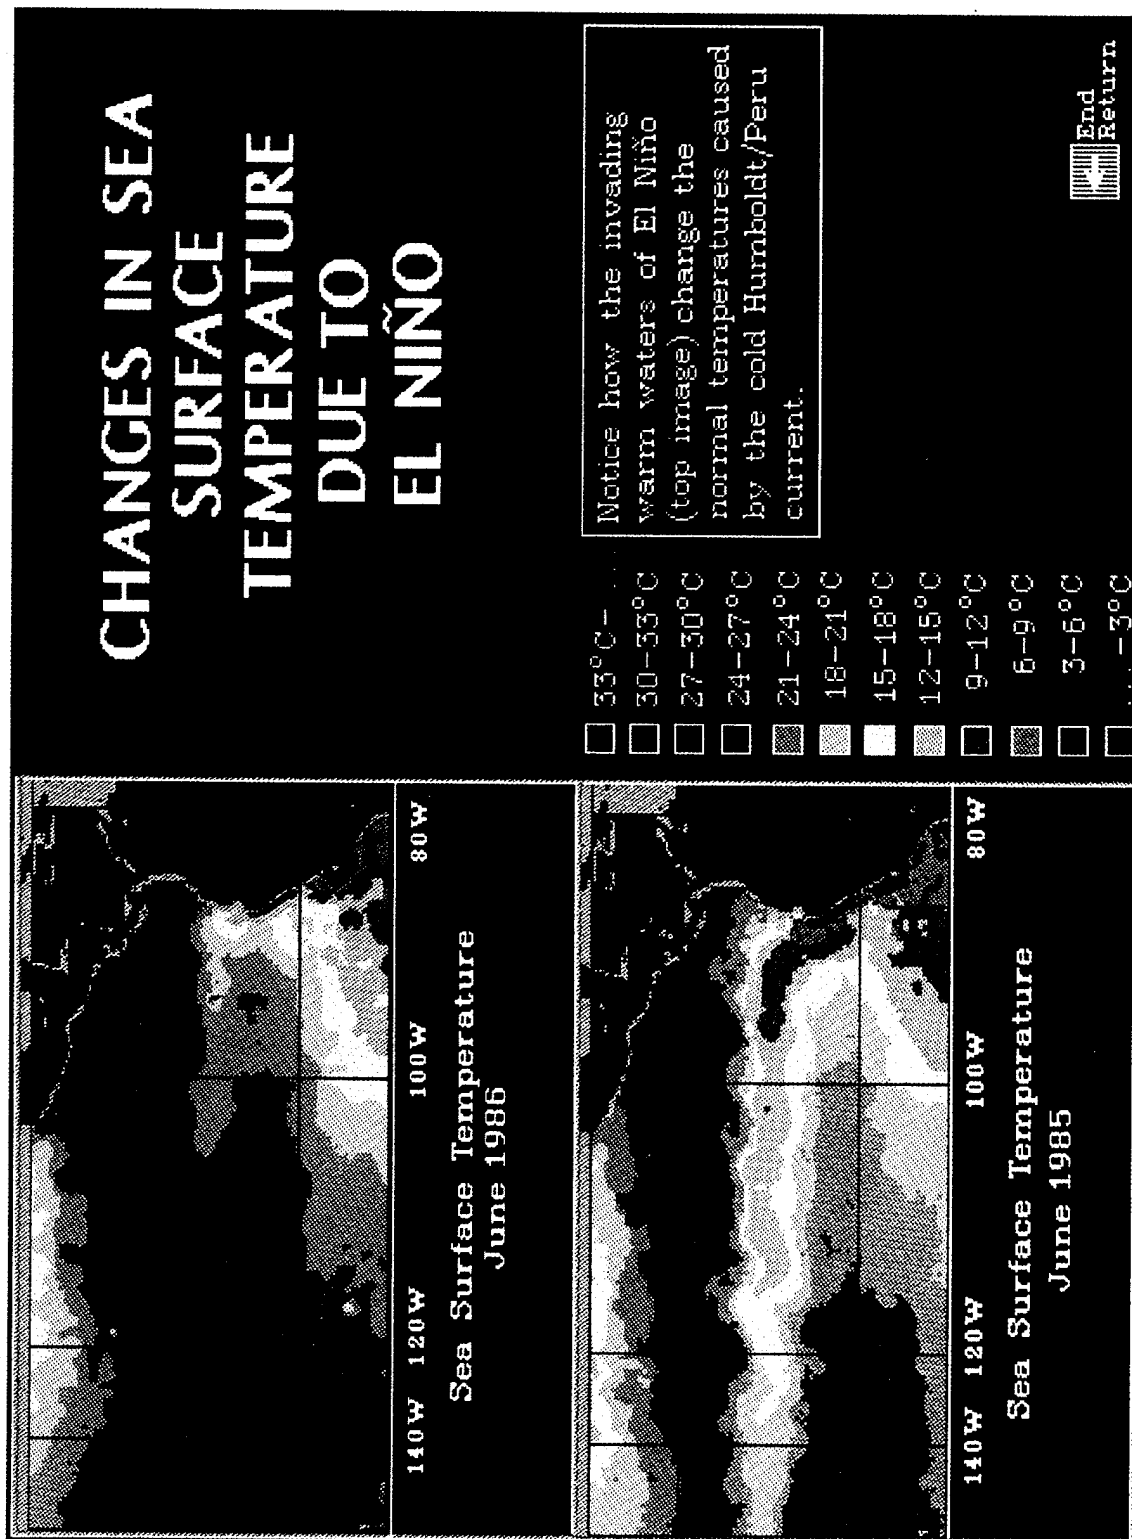 CHANGES IN SEA
SURFACE
TEMPERATURE
DUE TO
EL NIÑO
140W 120W 100W 80W
Sea Surface Temperature
June 1986
140W 120W 100W 80W
Sea Surface Temperature
June 1985
33°C- ...
30-33°C
27-30°C
24-27°C
21-24°C
18-21°C
15-18°C
12-15°C
9-12°C
6-9°C
3-6°C
... -3°C
Notice how the invading
warm waters of El Niño
(top image) change the
normal temperatures caused
by the cold Humboldt/Peru
current.
End
Return